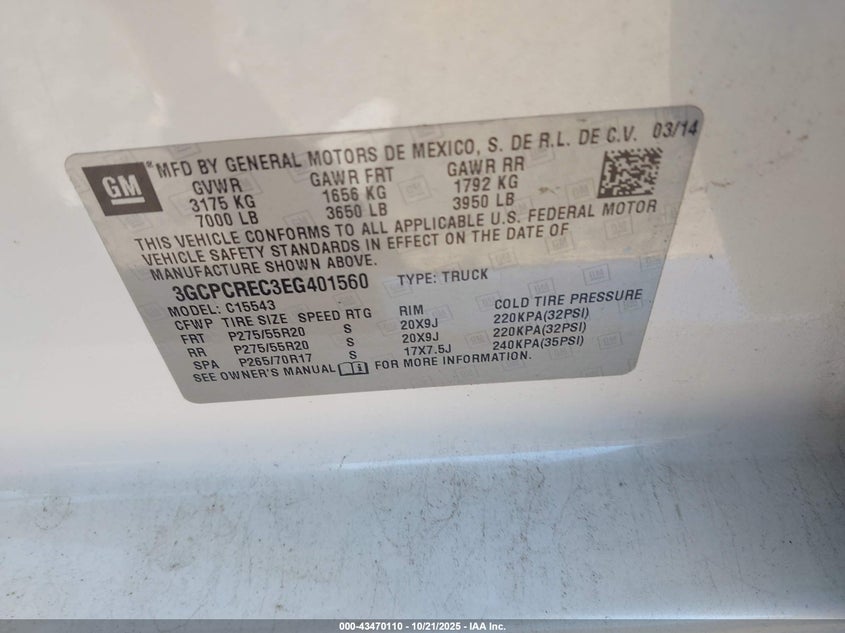 GM
MFD BY GENERAL MOTORS DE MEXICO, S. DE R.L. DE C.V. 03/14
GVWR GAWR FRT GAWR RR
3175 KG 1656 KG 1792 KG
7000 LB 3650 LB 3950 LB
THIS VEHICLE CONFORMS TO ALL APPLICABLE U.S. FEDERAL MOTOR
VEHICLE SAFETY STANDARDS IN EFFECT ON THE DATE OF
MANUFACTURE SHOWN ABOVE.
3GCPCREC3EG401560 TYPE: TRUCK
MODEL: C15543
CFWP TIRE SIZE SPEED RTG RIM COLD TIRE PRESSURE
FRT P275/55R20 S 20X9J 220KPA(32PSI)
RR P275/55R20 S 20X9J 220KPA(32PSI)
SPA P265/70R17 S 17X7.5J 240KPA(35PSI)
SEE OWNER'S MANUAL FOR MORE INFORMATION.
000-43470110 - 10/21/2025 - IAA Inc.